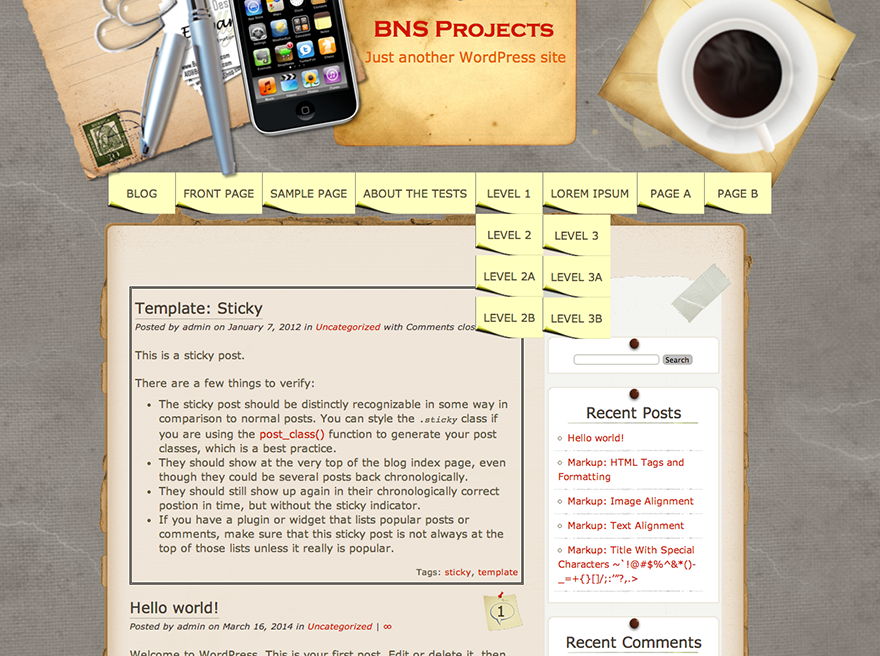 BNS Projects
Just another WordPress site
BLOG
FRONT PAGE
SAMPLE PAGE
ABOUT THE TESTS
LEVEL 1
LOREM IPSUM
PAGE A
PAGE B
LEVEL 2
LEVEL 3
LEVEL 2A
LEVEL 3A
LEVEL 2B
LEVEL 3B
Template: Sticky
Posted by admin on January 7, 2012 in Uncategorized with Comments clos
This is a sticky post.
There are a few things to verify:
• The sticky post should be distinctly recognizable in some way in
comparison to normal posts. You can style the .sticky class if
you are using the post_class() function to generate your post
classes, which is a best practice.
• They should show at the very top of the blog index page, even
though they could be several posts back chronologically.
• They should still show up again in their chronologically correct
postion in time, but without the sticky indicator.
• If you have a plugin or widget that lists popular posts or
comments, make sure that this sticky post is not always at the
top of those lists unless it really is popular.
Tags: sticky, template
Hello world!
1
Posted by admin on March 16, 2014 in Uncategorized | ∞
Welcome to WordPress. This is your first post. Edit or delete it, then
Search
Recent Posts
Hello world!
Markup: HTML Tags and
Formatting
Markup: Image Alignment
Markup: Text Alignment
Markup: Title With Special
Characters ~`!@#$%^&*()-
_=+{}[]/;:'"?,.>
Recent Comments